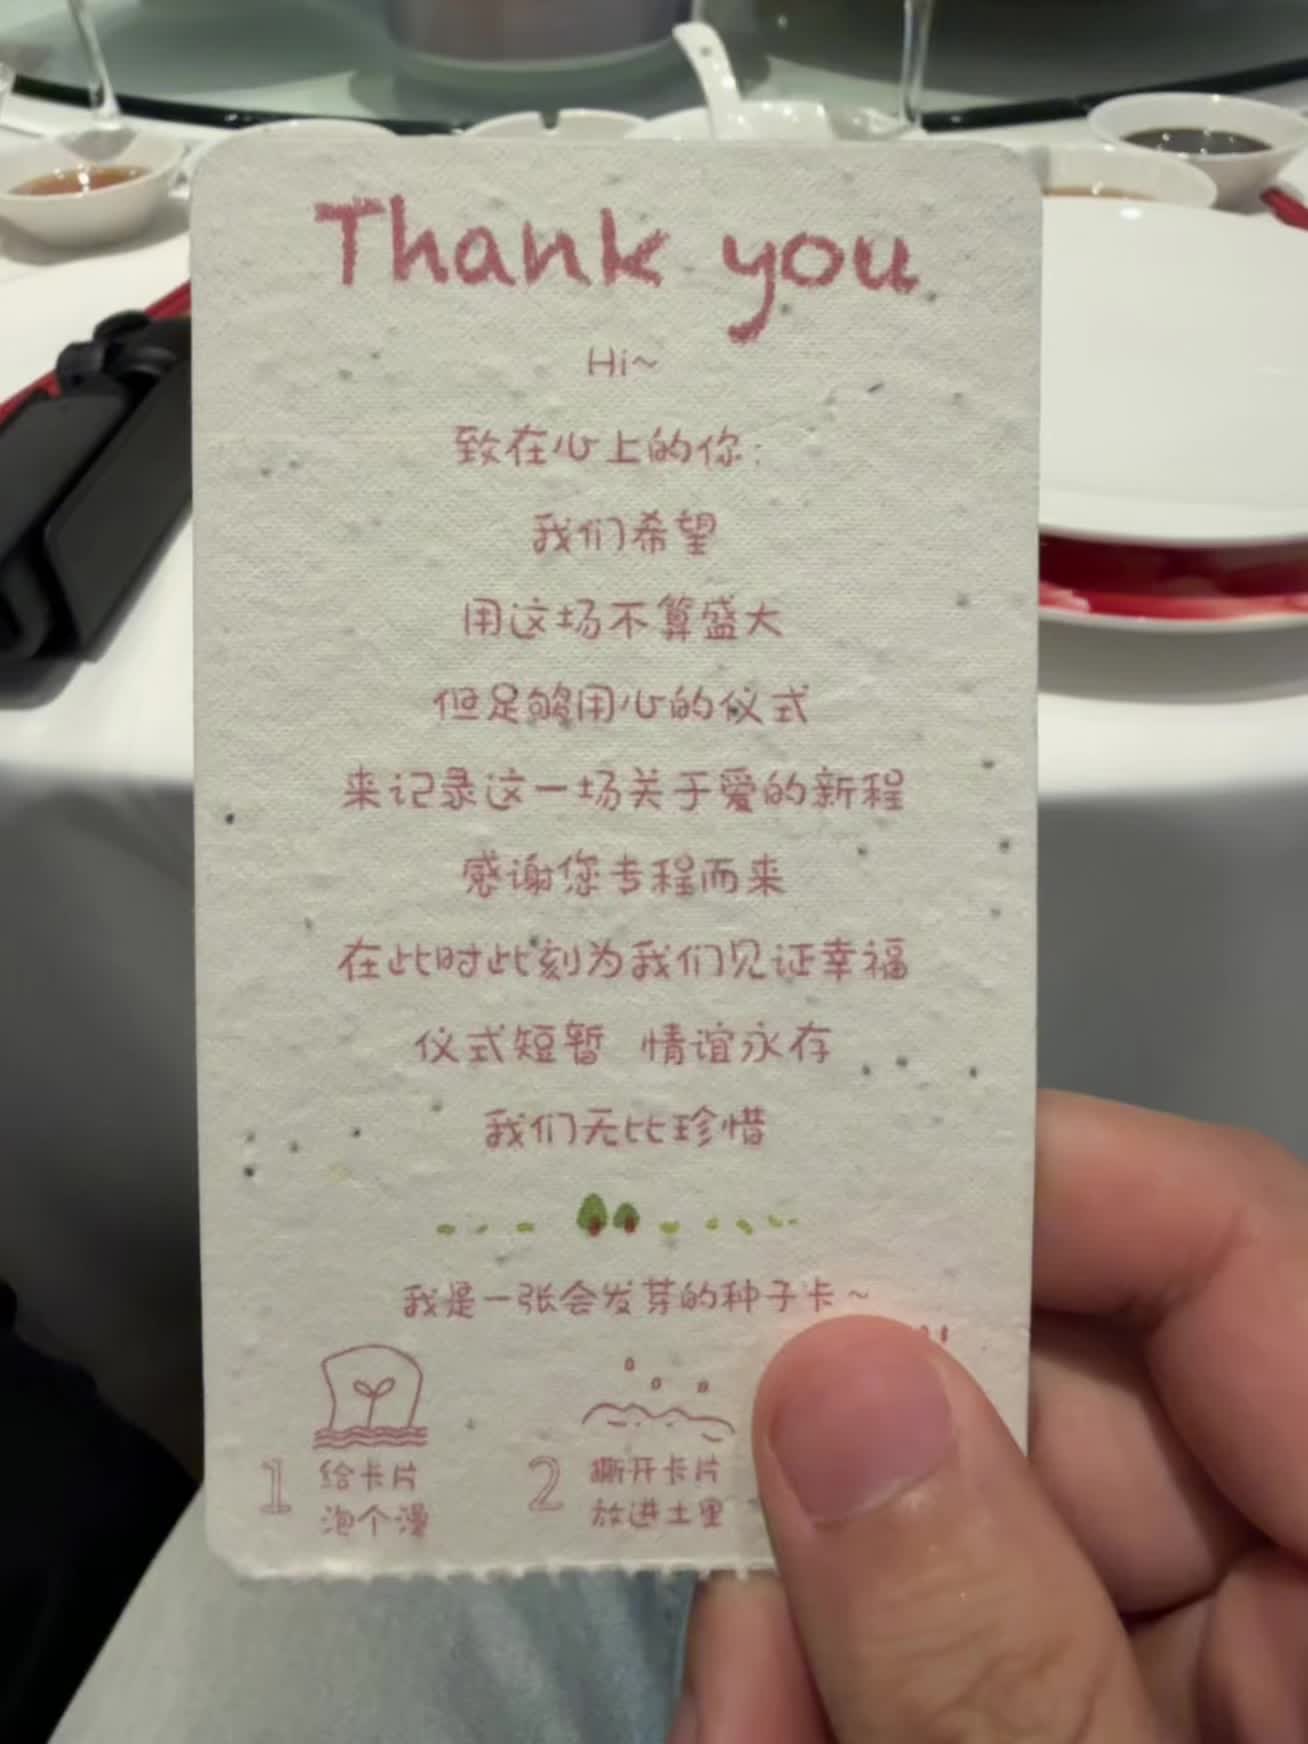 Thank you
Hi~
致在心上的你:
我们希望
用这场不算盛大
但足够用心的仪式
来记录这一场关于爱的新程
感谢您专程而来
在此时此刻为我们见证幸福
仪式短暂 情谊永存
我们无比珍惜
我是一张会发芽的种子卡~
1 给卡片
泡个澡
2 撕开卡片
放进土里